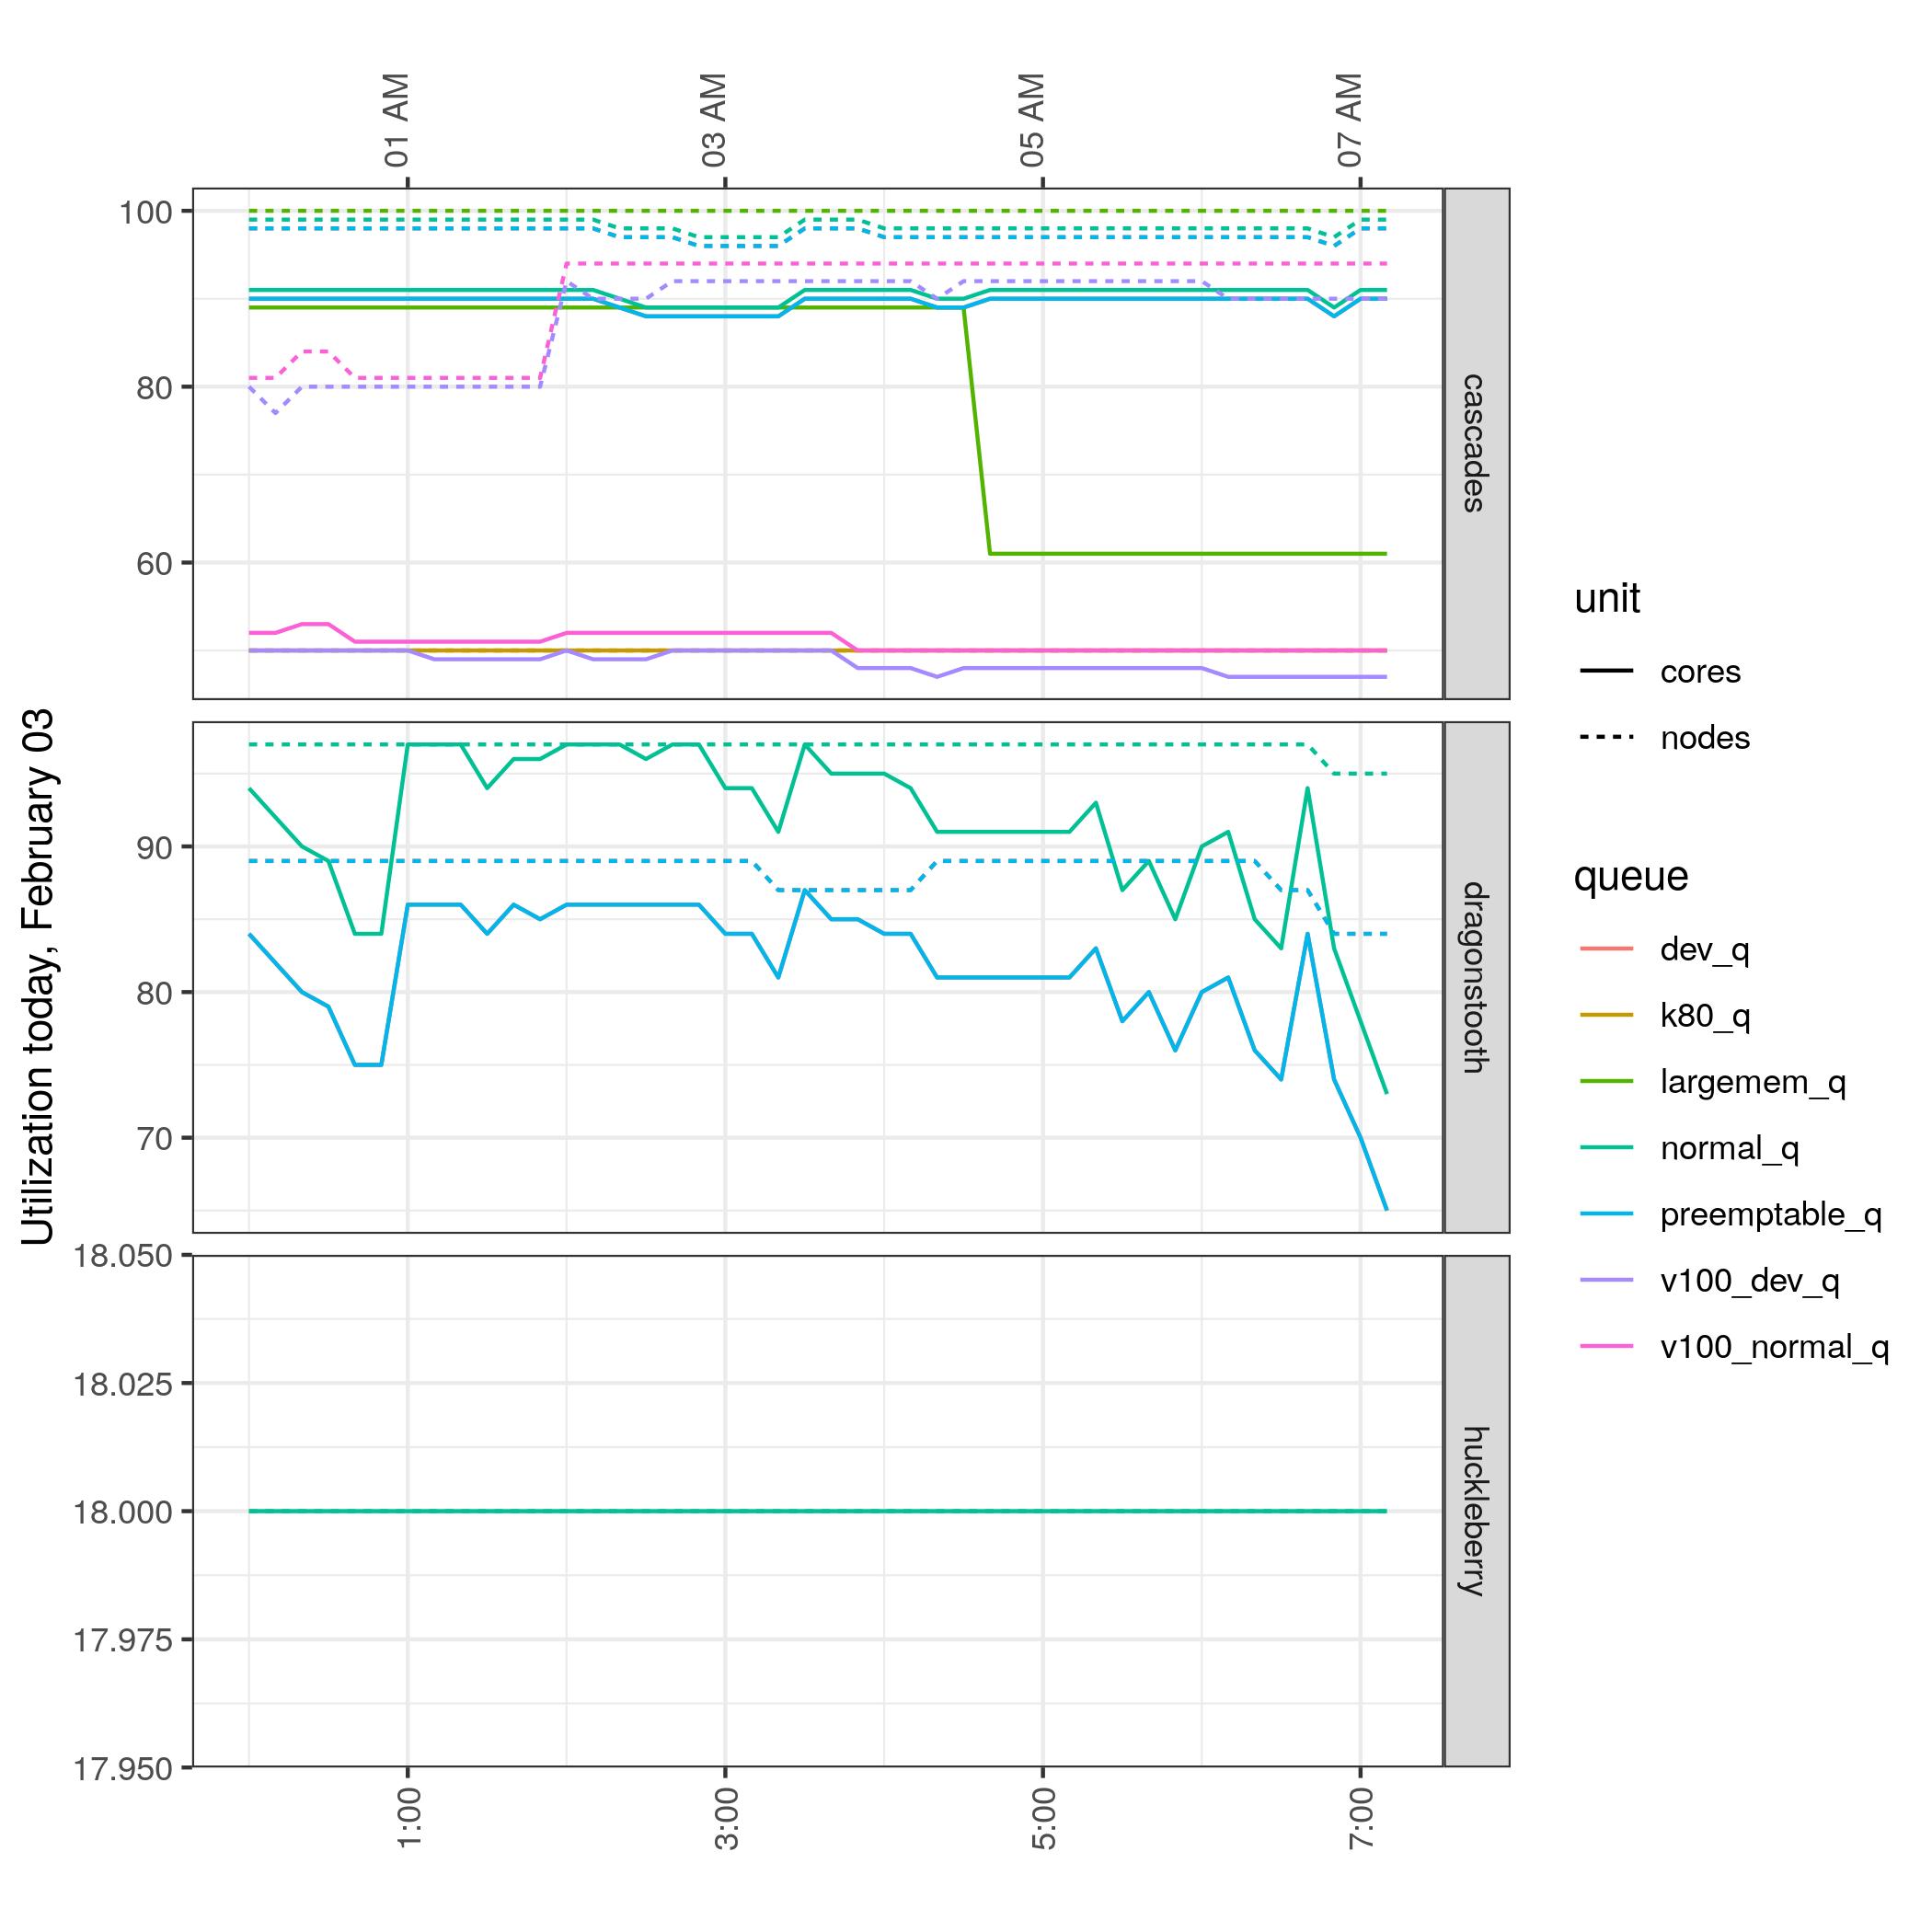 01 AM
03 AM
05 AM
07 AM
100
80
60
cascades
Utilization today, February 03
90
80
70
dragonstooth
18.050
18.025
18.000
17.975
17.950
huckleberry
1:00
3:00
5:00
7:00
unit
cores
nodes
queue
dev_q
k80_q
largemem_q
normal_q
preemptable_q
v100_dev_q
v100_normal_q